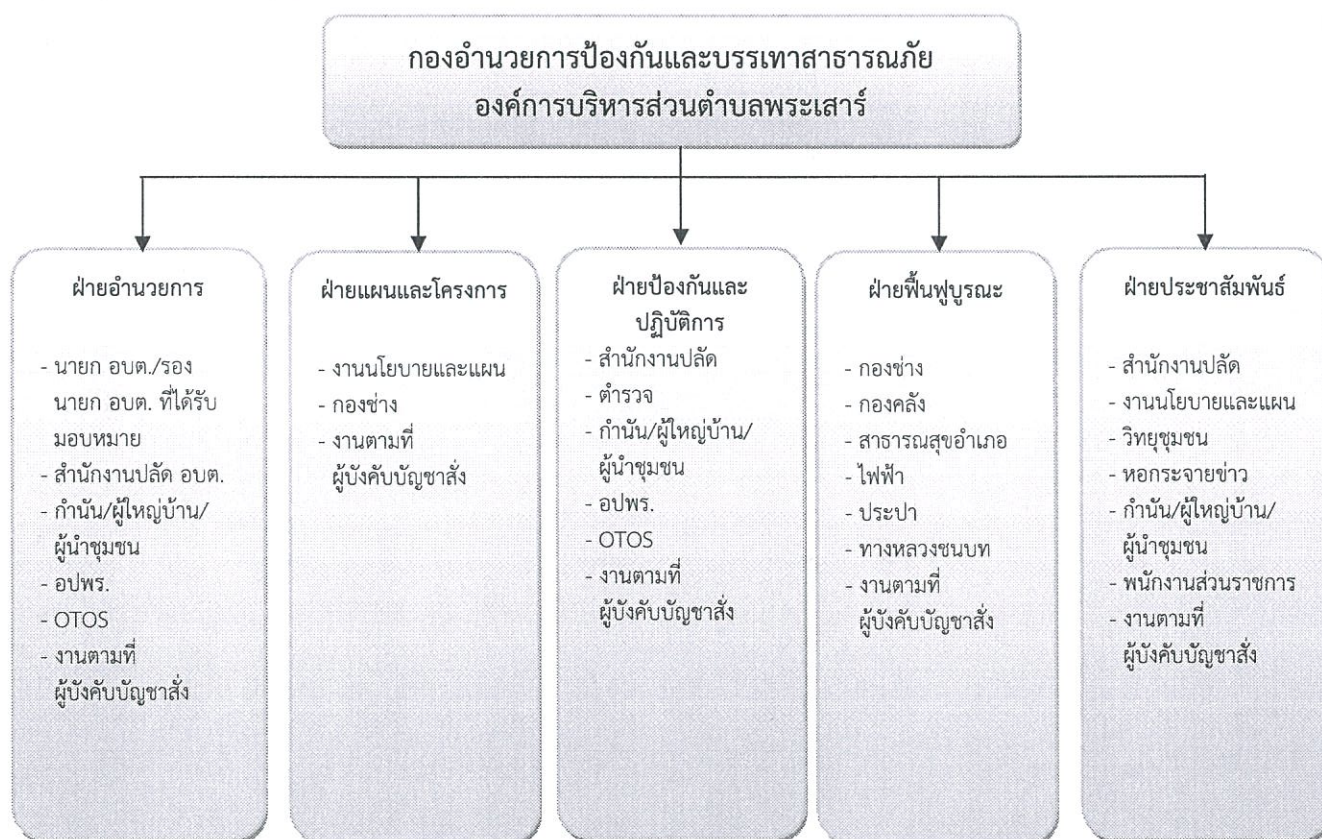 กองอำนวยการป้องกันและบรรเทาสาธารณภัย
องค์การบริหารส่วนตำบลพระเสาร์
ฝ่ายอำนวยการ
- นายก อบต./รอง
นายก อบต. ที่ได้รับ
มอบหมาย
- สำนักงานปลัด อบต.
- กำนัน/ผู้ใหญ่บ้าน/
ผู้นำชุมชน
- อปพร.
- OTOS
- งานตามที่
ผู้บังคับบัญชาสั่ง
ฝ่ายแผนและโครงการ
- งานนโยบายและแผน
- กองช่าง
- งานตามที่
ผู้บังคับบัญชาสั่ง
ฝ่ายป้องกันและ
ปฏิบัติการ
- สำนักงานปลัด
- ตำรวจ
- กำนัน/ผู้ใหญ่บ้าน/
ผู้นำชุมชน
- อปพร.
- OTOS
- งานตามที่
ผู้บังคับบัญชาสั่ง
ฝ่ายฟื้นฟูบูรณะ
- กองช่าง
- กองคลัง
- สาธารณสุขอำเภอ
- ไฟฟ้า
- ประปา
- ทางหลวงชนบท
- งานตามที่
ผู้บังคับบัญชาสั่ง
ฝ่ายประชาสัมพันธ์
- สำนักงานปลัด
- งานนโยบายและแผน
- วิทยุชุมชน
- หอกระจายข่าว
- กำนัน/ผู้ใหญ่บ้าน/
ผู้นำชุมชน
- พนักงานส่วนราชการ
- งานตามที่
ผู้บังคับบัญชาสั่ง